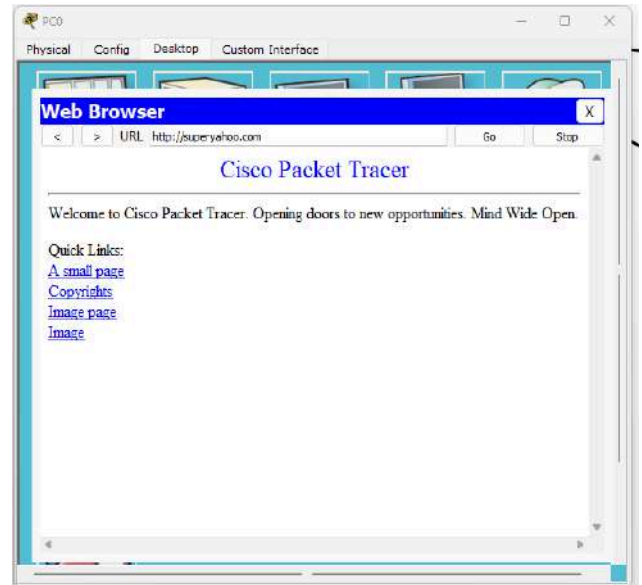 PC0
Physical Config Desktop Custom Interface
Web Browser X
< > URL http://superyahoo.com Go Stop
Cisco Packet Tracer
Welcome to Cisco Packet Tracer. Opening doors to new opportunities. Mind Wide Open.
Quick Links:
A small page
Copyrights
Image page
Image